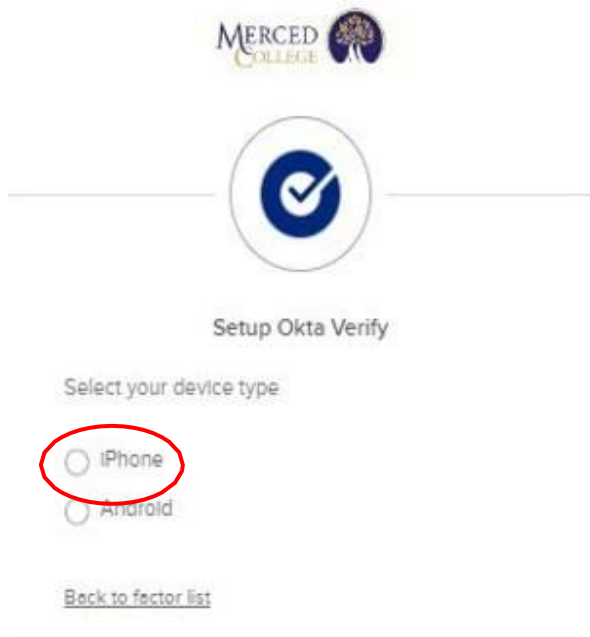 MERCED
COLLEGE
Setup Okta Verify
Select your device type
iPhone
Android
Back to factor list